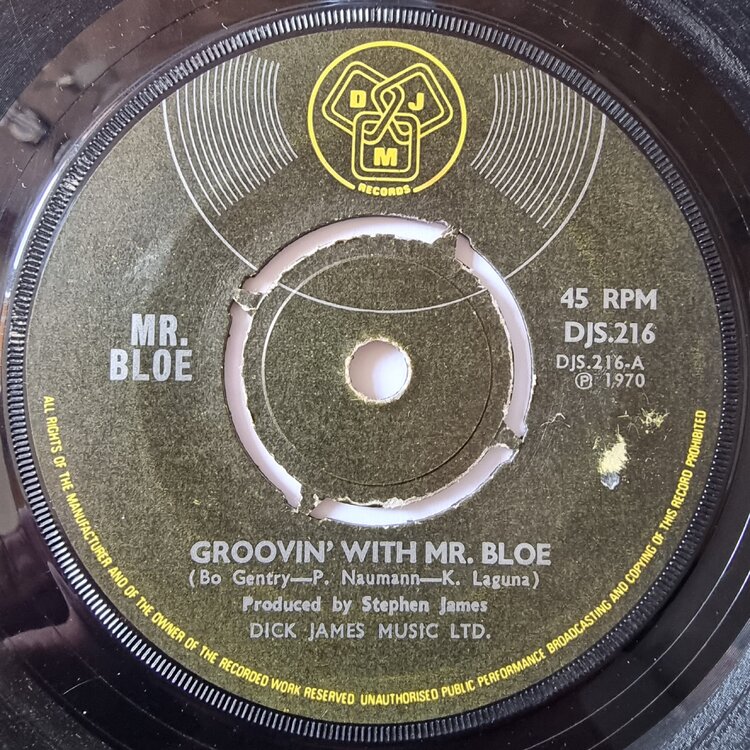 D J
M
RECORDS
MR.
BLOE
45 RPM
DJS.216
DJS.216-A
Ⓟ 1970
GROOVIN' WITH MR. BLOE
(Bo Gentry—P. Naumann—K. Laguna)
Produced by Stephen James
DICK JAMES MUSIC LTD.
ALL RIGHTS OF THE MANUFACTURER AND OF THE OWNER OF THE RECORDED WORK RESERVED UNAUTHORISED PUBLIC PERFORMANCE BROADCASTING AND COPYING OF THIS RECORD PROHIBITED